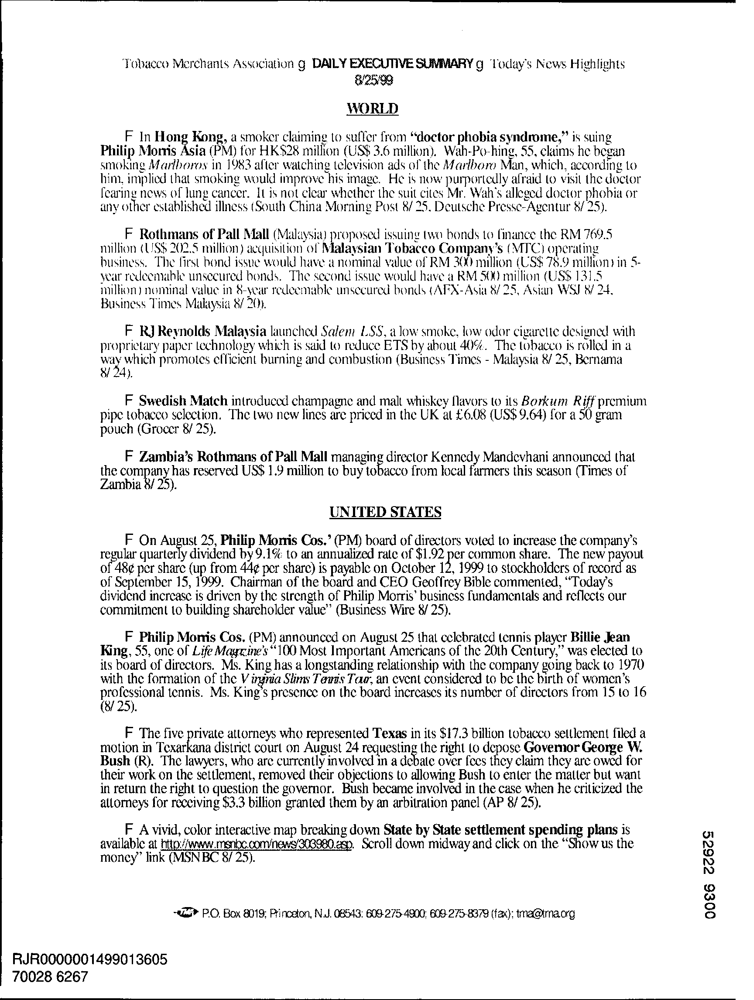 Tobacco Merchants Association g DAILY EXECUTIVE SUMMARY g Today's News Highlights
8/25/99
WORLD
F In Hong Kong, a smoker claiming to suffer from “doctor phobia syndrome,” is suing
Philip Morris Asia (PM) for HK$28 million (US$ 3.6 million). Wah-Po-hing, 55, claims he began
smoking Marlboros in 1983 after watching television ads of the Marlboro Man, which, according to
him, implied that smoking would improve his image. He is now purportedly afraid to visit the doctor
fearing news of lung cancer. It is not clear whether the suit cites Mr. Wah's alleged doctor phobia or
any other established illness (South China Morning Post 8/ 25, Deutsche Presse-Agentur 8/ 25).
F Rothmans of Pall Mall (Malaysia) proposed issuing two bonds to finance the RM 769.5
million (US$ 202.5 million) acquisition of Malaysian Tobacco Company's (MTC) operating
business. The first bond issue would have a nominal value of RM 300 million (US$ 78.9 million) in 5-
year redeemable unsecured bonds. The second issue would have a RM 500 million (US$ 131.5
million) nominal value in 8-year redeemable unsecured bonds (AFX-Asia 8/ 25, Asian WSJ 8/ 24,
Business Times Malaysia 8/ 20).
F RJ Reynolds Malaysia launched Salem LSS, a low smoke, low odor cigarette designed with
proprietary paper technology which is said to reduce ETS by about 40%. The tobacco is rolled in a
way which promotes efficient burning and combustion (Business Times - Malaysia 8/ 25, Bernama
8/ 24).
F Swedish Match introduced champagne and malt whiskey flavors to its Borkum Riff premium
pipe tobacco selection. The two new lines are priced in the UK at £6.08 (US$ 9.64) for a 50 gram
pouch (Grocer 8/ 25).
F Zambia's Rothmans of Pall Mall managing director Kennedy Mandevhani announced that
the company has reserved US$ 1.9 million to buy tobacco from local farmers this season (Times of
Zambia 8/ 25).
UNITED STATES
F On August 25, Philip Morris Cos.' (PM) board of directors voted to increase the company's
regular quarterly dividend by 9.1% to an annualized rate of $1.92 per common share. The new payout
of 48¢ per share (up from 44¢ per share) is payable on October 12, 1999 to stockholders of record as
of September 15, 1999. Chairman of the board and CEO Geoffrey Bible commented, “Today's
dividend increase is driven by the strength of Philip Morris' business fundamentals and reflects our
commitment to building shareholder value” (Business Wire 8/ 25).
F Philip Morris Cos. (PM) announced on August 25 that celebrated tennis player Billie Jean
King, 55, one of Life Magazine's “100 Most Important Americans of the 20th Century,” was elected to
its board of directors. Ms. King has a longstanding relationship with the company going back to 1970
with the formation of the Virginia Slims Tennis Tour, an event considered to be the birth of women's
professional tennis. Ms. King's presence on the board increases its number of directors from 15 to 16
(8/ 25).
F The five private attorneys who represented Texas in its $17.3 billion tobacco settlement filed a
motion in Texarkana district court on August 24 requesting the right to depose Governor George W.
Bush (R). The lawyers, who are currently involved in a debate over fees they claim they are owed for
their work on the settlement, removed their objections to allowing Bush to enter the matter but want
in return the right to question the governor. Bush became involved in the case when he criticized the
attorneys for receiving $3.3 billion granted them by an arbitration panel (AP 8/ 25).
F A vivid, color interactive map breaking down State by State settlement spending plans is
available at http://www.msnbc.com/news/303980.asp. Scroll down midway and click on the “Show us the
money” link (MSNBC 8/ 25).
TMA P.O. Box 8019; Princeton, N.J. 08543; 609-275-4900; 609-275-8379 (fax); tma@tma.org
52922 9300
RJR0000001499013605
70028 6267